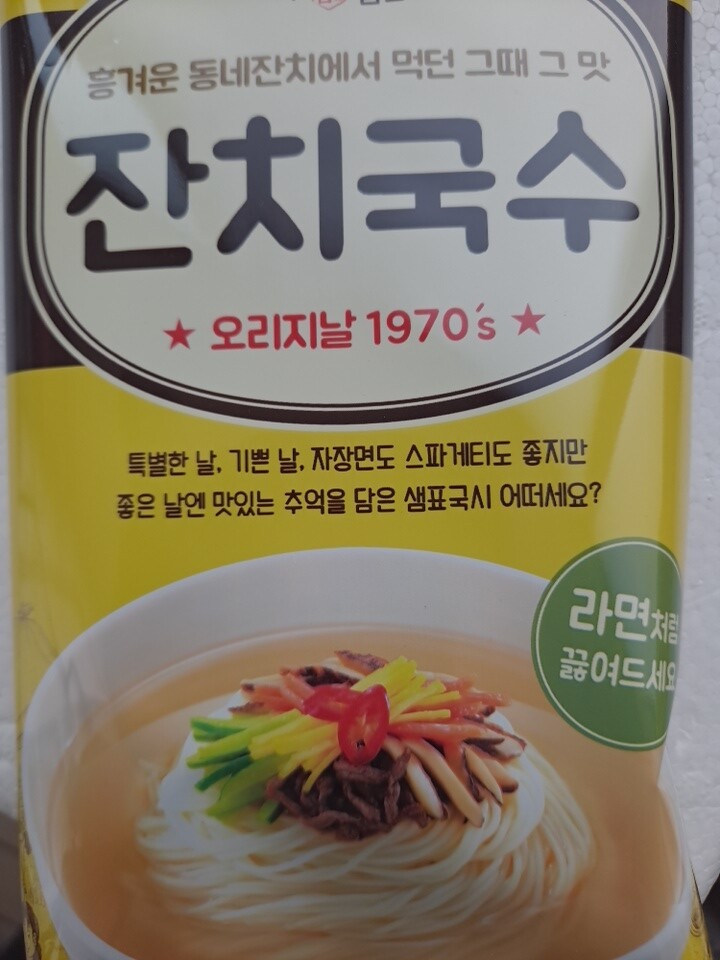 흥겨운 동네잔치에서 먹던 그때 그 맛
잔치국수
★ 오리지날 1970's ★
특별한 날, 기쁜 날, 자장면도 스파게티도 좋지만
좋은 날엔 맛있는 추억을 담은 샘표국시 어떠세요?
라면처럼
끓여드세요